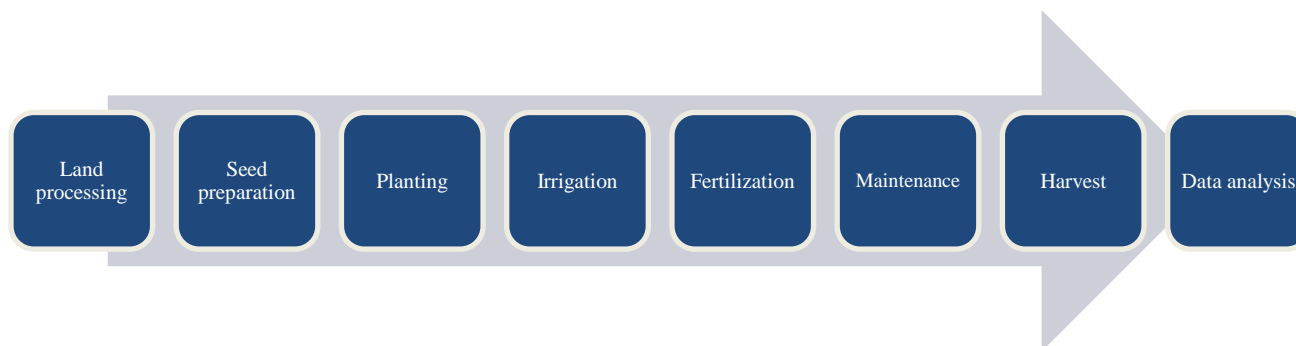 Land
processing
Seed
preparation
Planting
Irrigation
Fertilization
Maintenance
Harvest
Data analysis